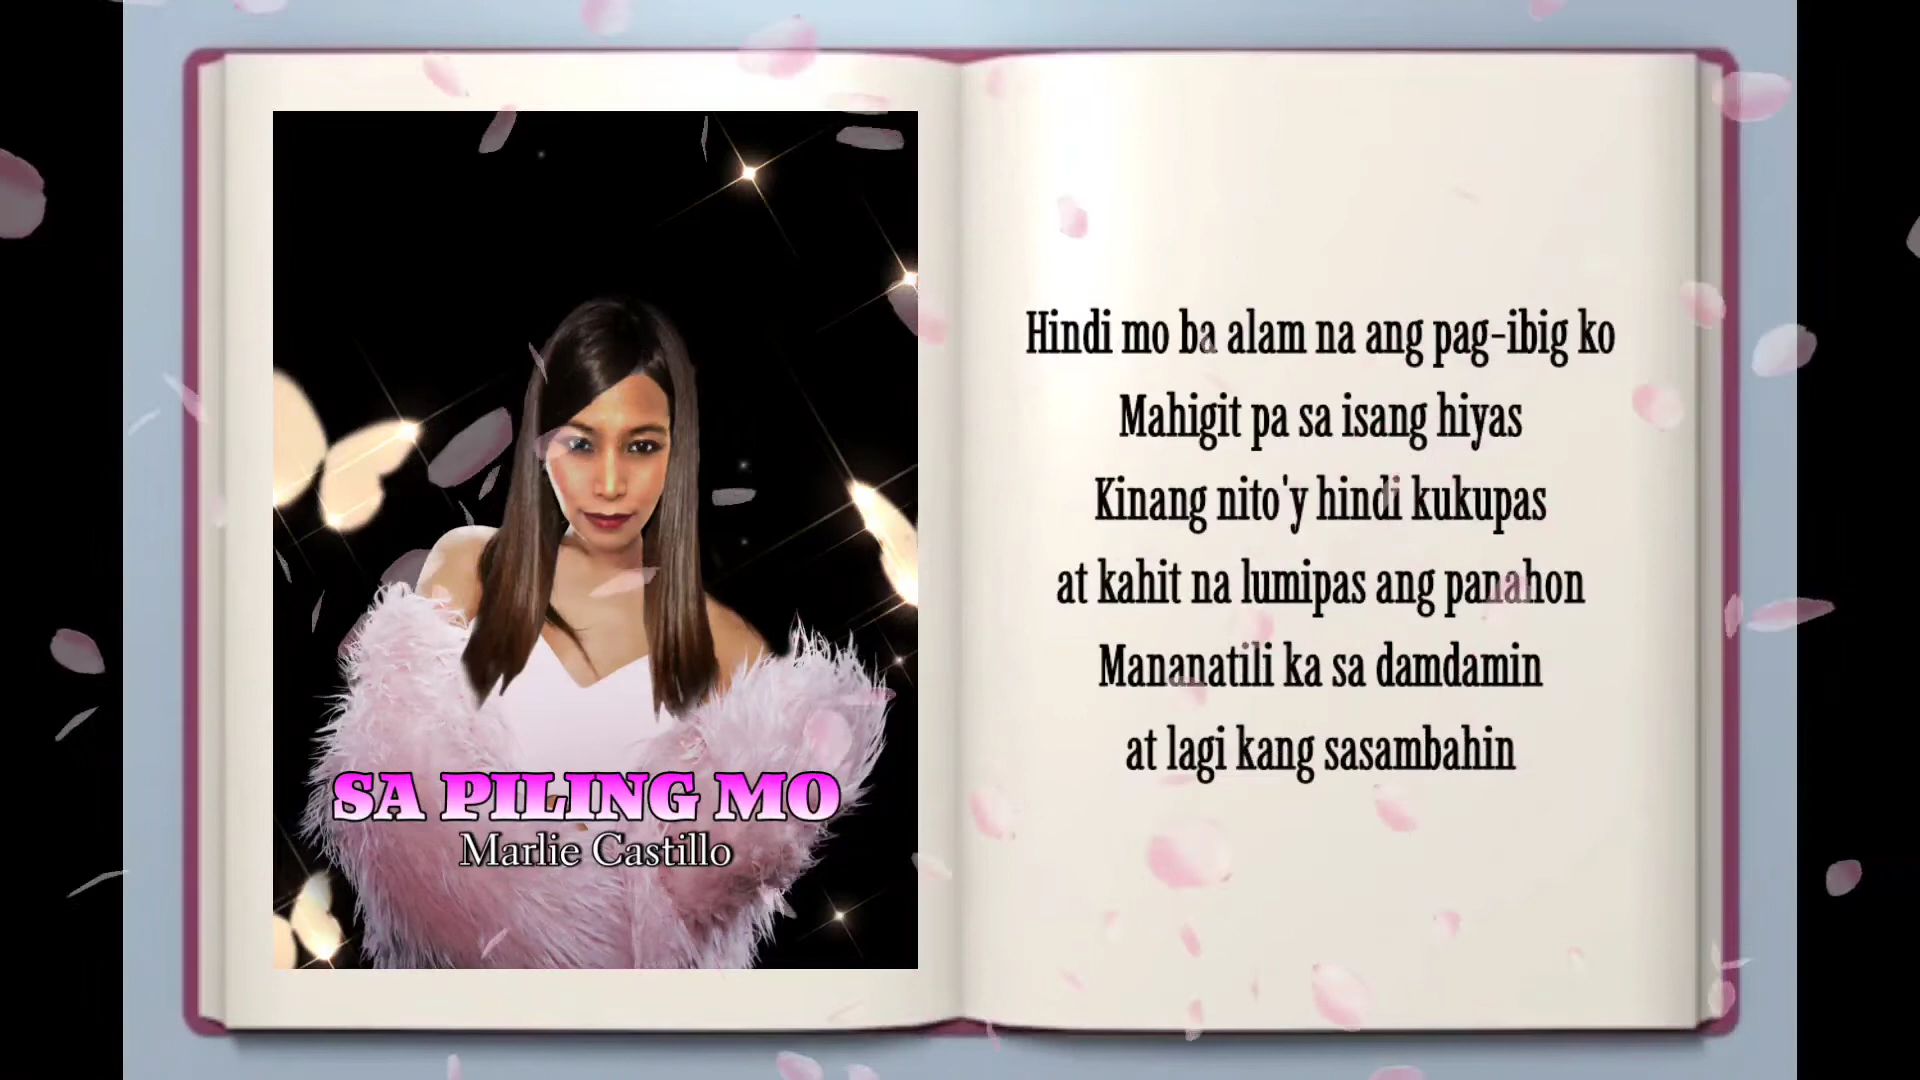 SA PILING MO
Marlie Castillo
Hindi mo ba alam na ang pag-ibig ko
Mahigit pa sa isang hiyas
Kinang nito'y hindi kukupas
at kahit na lumipas ang panahon
Mananatili ka sa damdamin
at lagi kang sasambahin